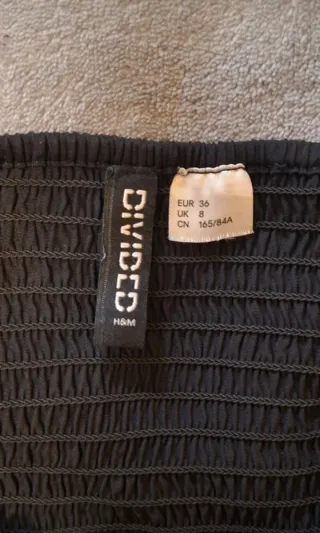 DIVIDED
H&M
EUR 36
UK 8
CN 165/84A